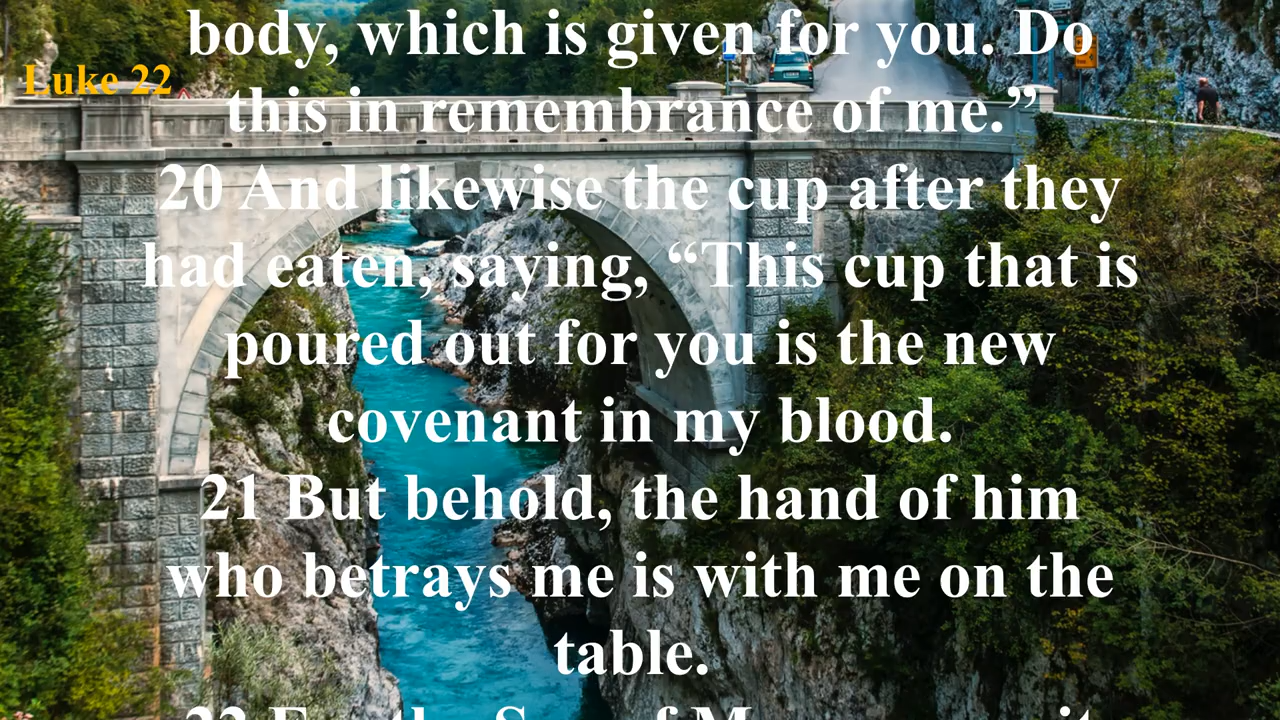 body, which is given for you. Do
Luke 22
this in remembrance of me.”
20 And likewise the cup after they
had eaten, saying, “This cup that is
poured out for you is the new
covenant in my blood.
21 But behold, the hand of him
who betrays me is with me on the
table.